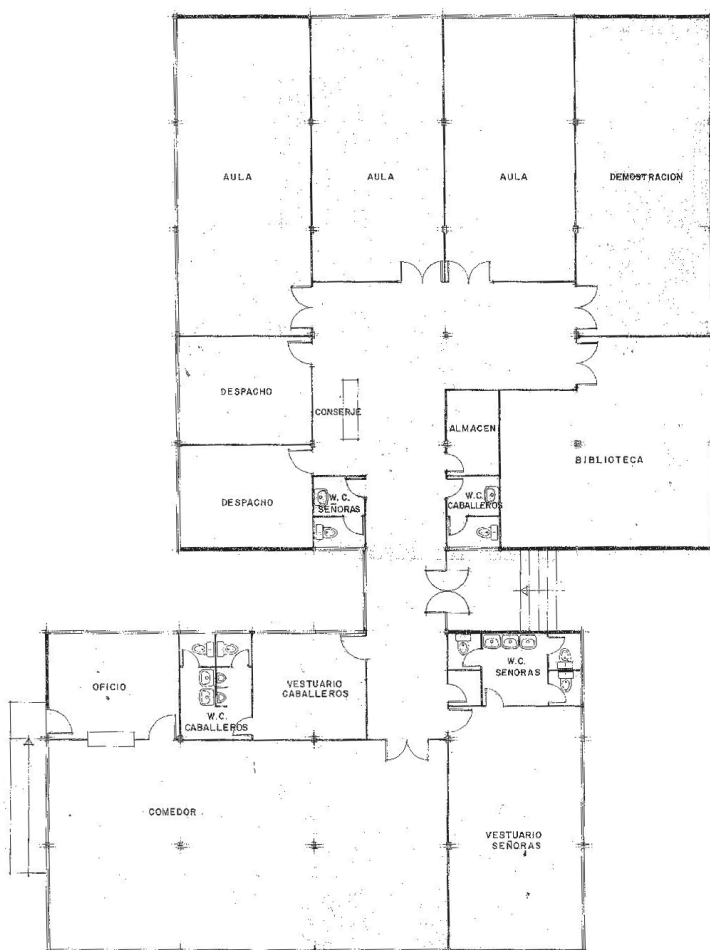 AULA
AULA
AULA
DEMOSTRACION
DESPACHO
CONSERJE
ALMACEN
BIBLIOTECA
DESPACHO
W.C.
SEÑORAS
W.C.
CABALLEROS
OFICIO
W.C.
CABALLEROS
VESTUARIO
CABALLEROS
W.C.
SEÑORAS
COMEDOR
VESTUARIO
SEÑORAS